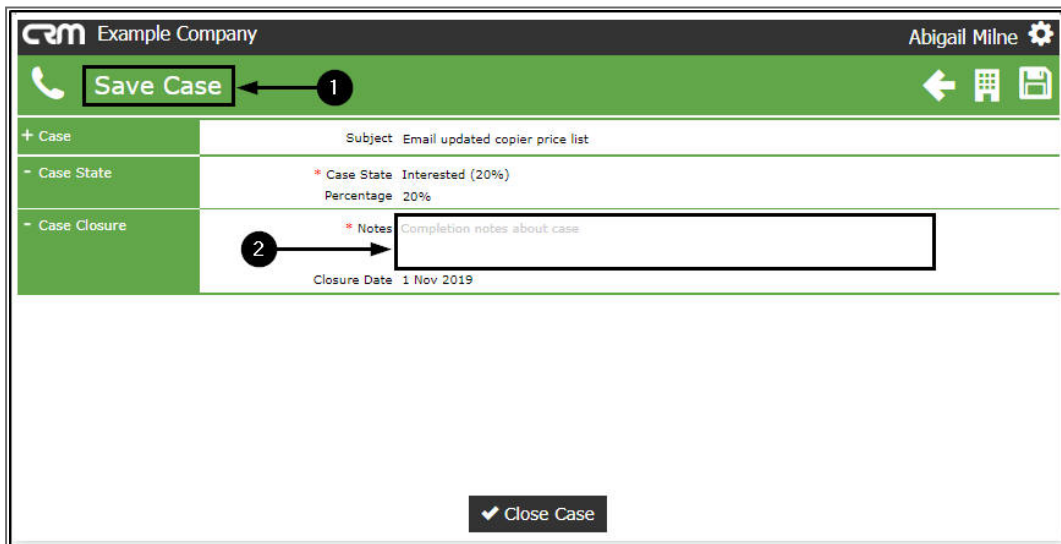 CRM Example Company
Abigail Milne
Save Case
1
+ Case
Subject Email updated copier price list
- Case State
* Case State Interested (20%)
Percentage 20%
- Case Closure
* Notes Completion notes about case
2
Closure Date 1 Nov 2019
Close Case